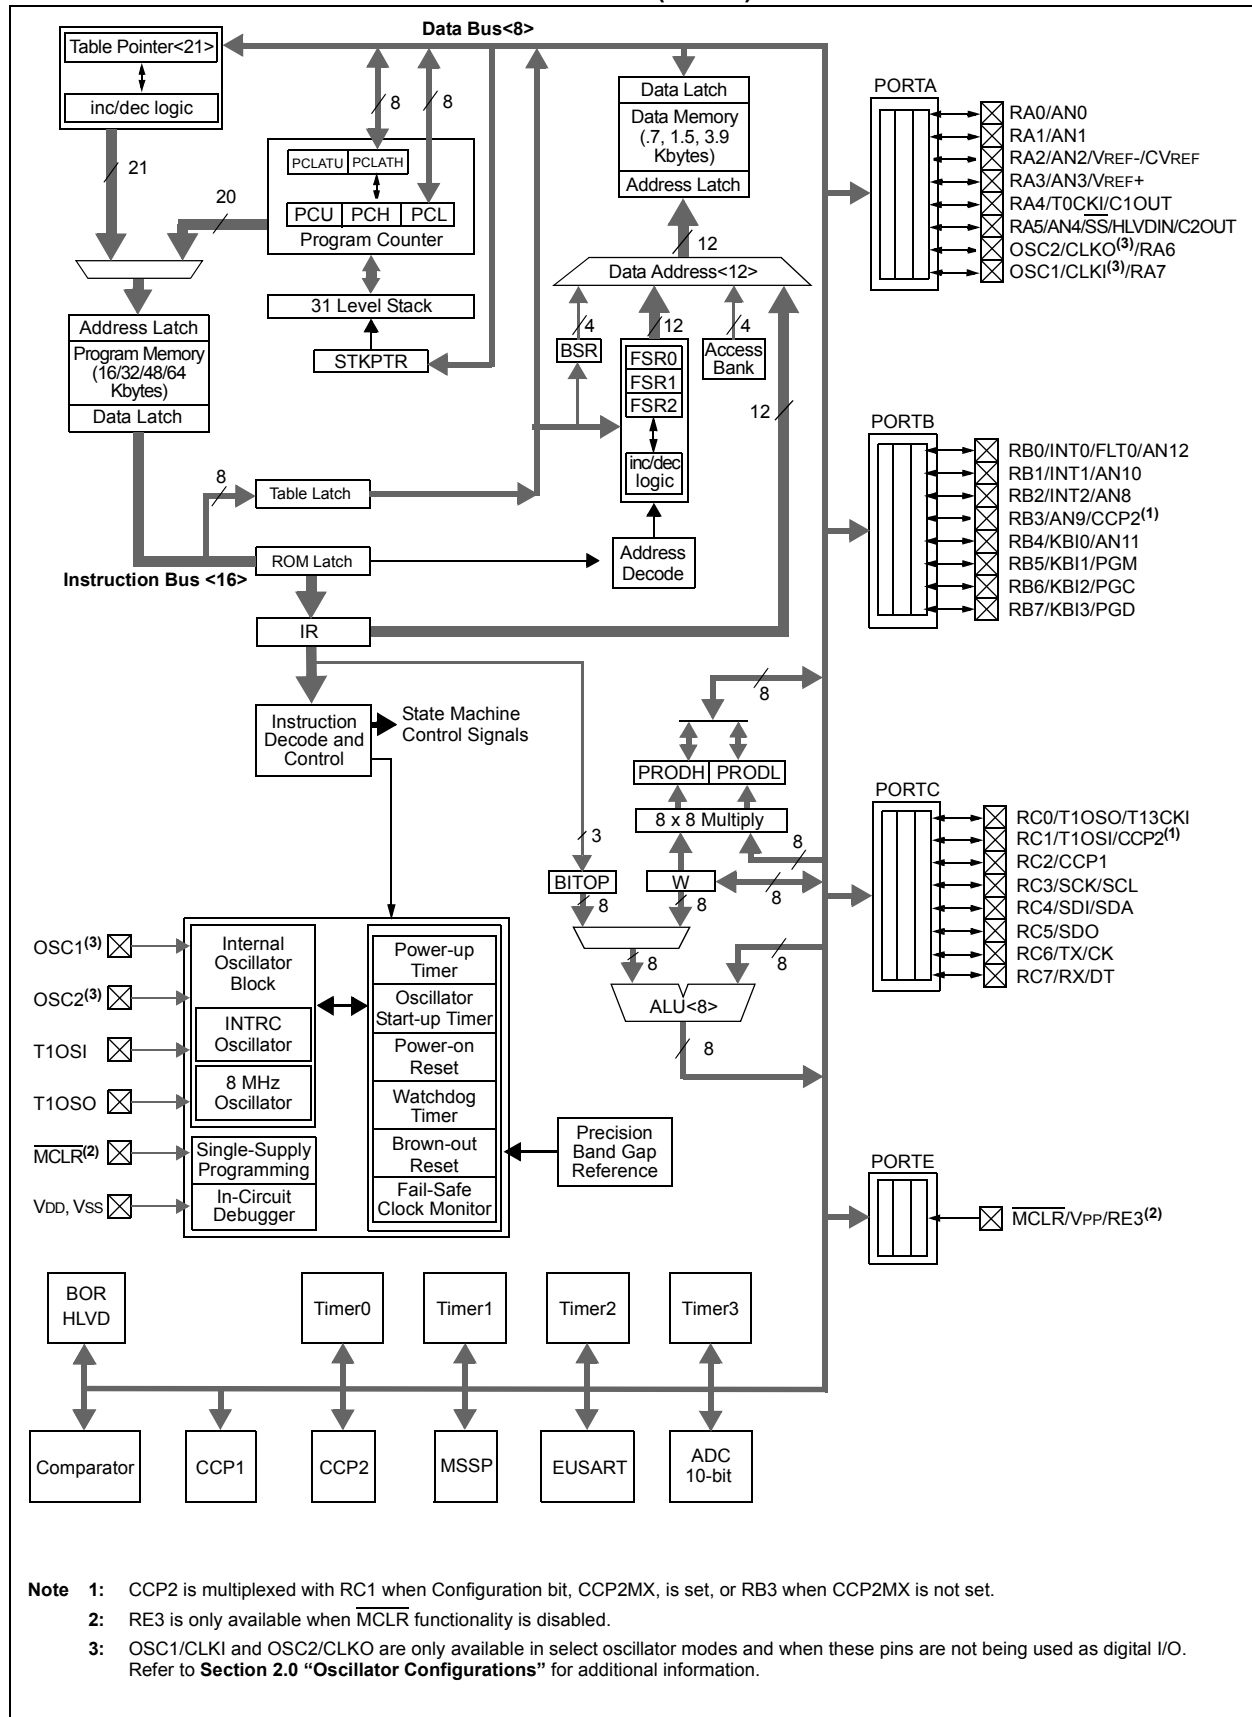 Data Bus<8>
Table Pointer<21>
inc/dec logic
21
20
8
8
PCLATU
PCLATH
PCU
PCH
PCL
Program Counter
31 Level Stack
STKPTR
Address Latch
Program Memory
(16/32/48/64
Kbytes)
Data Latch
8
Table Latch
ROM Latch
Instruction Bus <16>
IR
Instruction
Decode and
Control
State Machine
Control Signals
Data Latch
Data Memory
(.7, 1.5, 3.9
Kbytes)
Address Latch
12
Data Address<12>
4
12
4
BSR
FSR0
FSR1
FSR2
inc/dec
logic
Access
Bank
12
Address
Decode
8
PRODH
PRODL
8 x 8 Multiply
3
8
BITOP
W
8
8
8
8
8
ALU<8>
8
OSC1(3)
OSC2(3)
T1OSI
T1OSO
MCLR(2)
VDD, VSS
Internal
Oscillator
Block
INTRC
Oscillator
8 MHz
Oscillator
Single-Supply
Programming
In-Circuit
Debugger
Power-up
Timer
Oscillator
Start-up Timer
Power-on
Reset
Watchdog
Timer
Brown-out
Reset
Fail-Safe
Clock Monitor
Precision
Band Gap
Reference
PORTA
RA0/AN0
RA1/AN1
RA2/AN2/VREF-/CVREF
RA3/AN3/VREF+
RA4/T0CKI/C1OUT
RA5/AN4/SS/HLVDIN/C2OUT
OSC2/CLKO(3)/RA6
OSC1/CLKI(3)/RA7
PORTB
RB0/INT0/FLT0/AN12
RB1/INT1/AN10
RB2/INT2/AN8
RB3/AN9/CCP2(1)
RB4/KBI0/AN11
RB5/KBI1/PGM
RB6/KBI2/PGC
RB7/KBI3/PGD
PORTC
RC0/T1OSO/T13CKI
RC1/T1OSI/CCP2(1)
RC2/CCP1
RC3/SCK/SCL
RC4/SDI/SDA
RC5/SDO
RC6/TX/CK
RC7/RX/DT
PORTE
MCLR/VPP/RE3(2)
BOR
HLVD
Timer0
Timer1
Timer2
Timer3
Comparator
CCP1
CCP2
MSSP
EUSART
ADC
10-bit
Note 1: CCP2 is multiplexed with RC1 when Configuration bit, CCP2MX, is set, or RB3 when CCP2MX is not set.
2: RE3 is only available when MCLR functionality is disabled.
3: OSC1/CLKI and OSC2/CLKO are only available in select oscillator modes and when these pins are not being used as digital I/O.
Refer to Section 2.0 “Oscillator Configurations” for additional information.